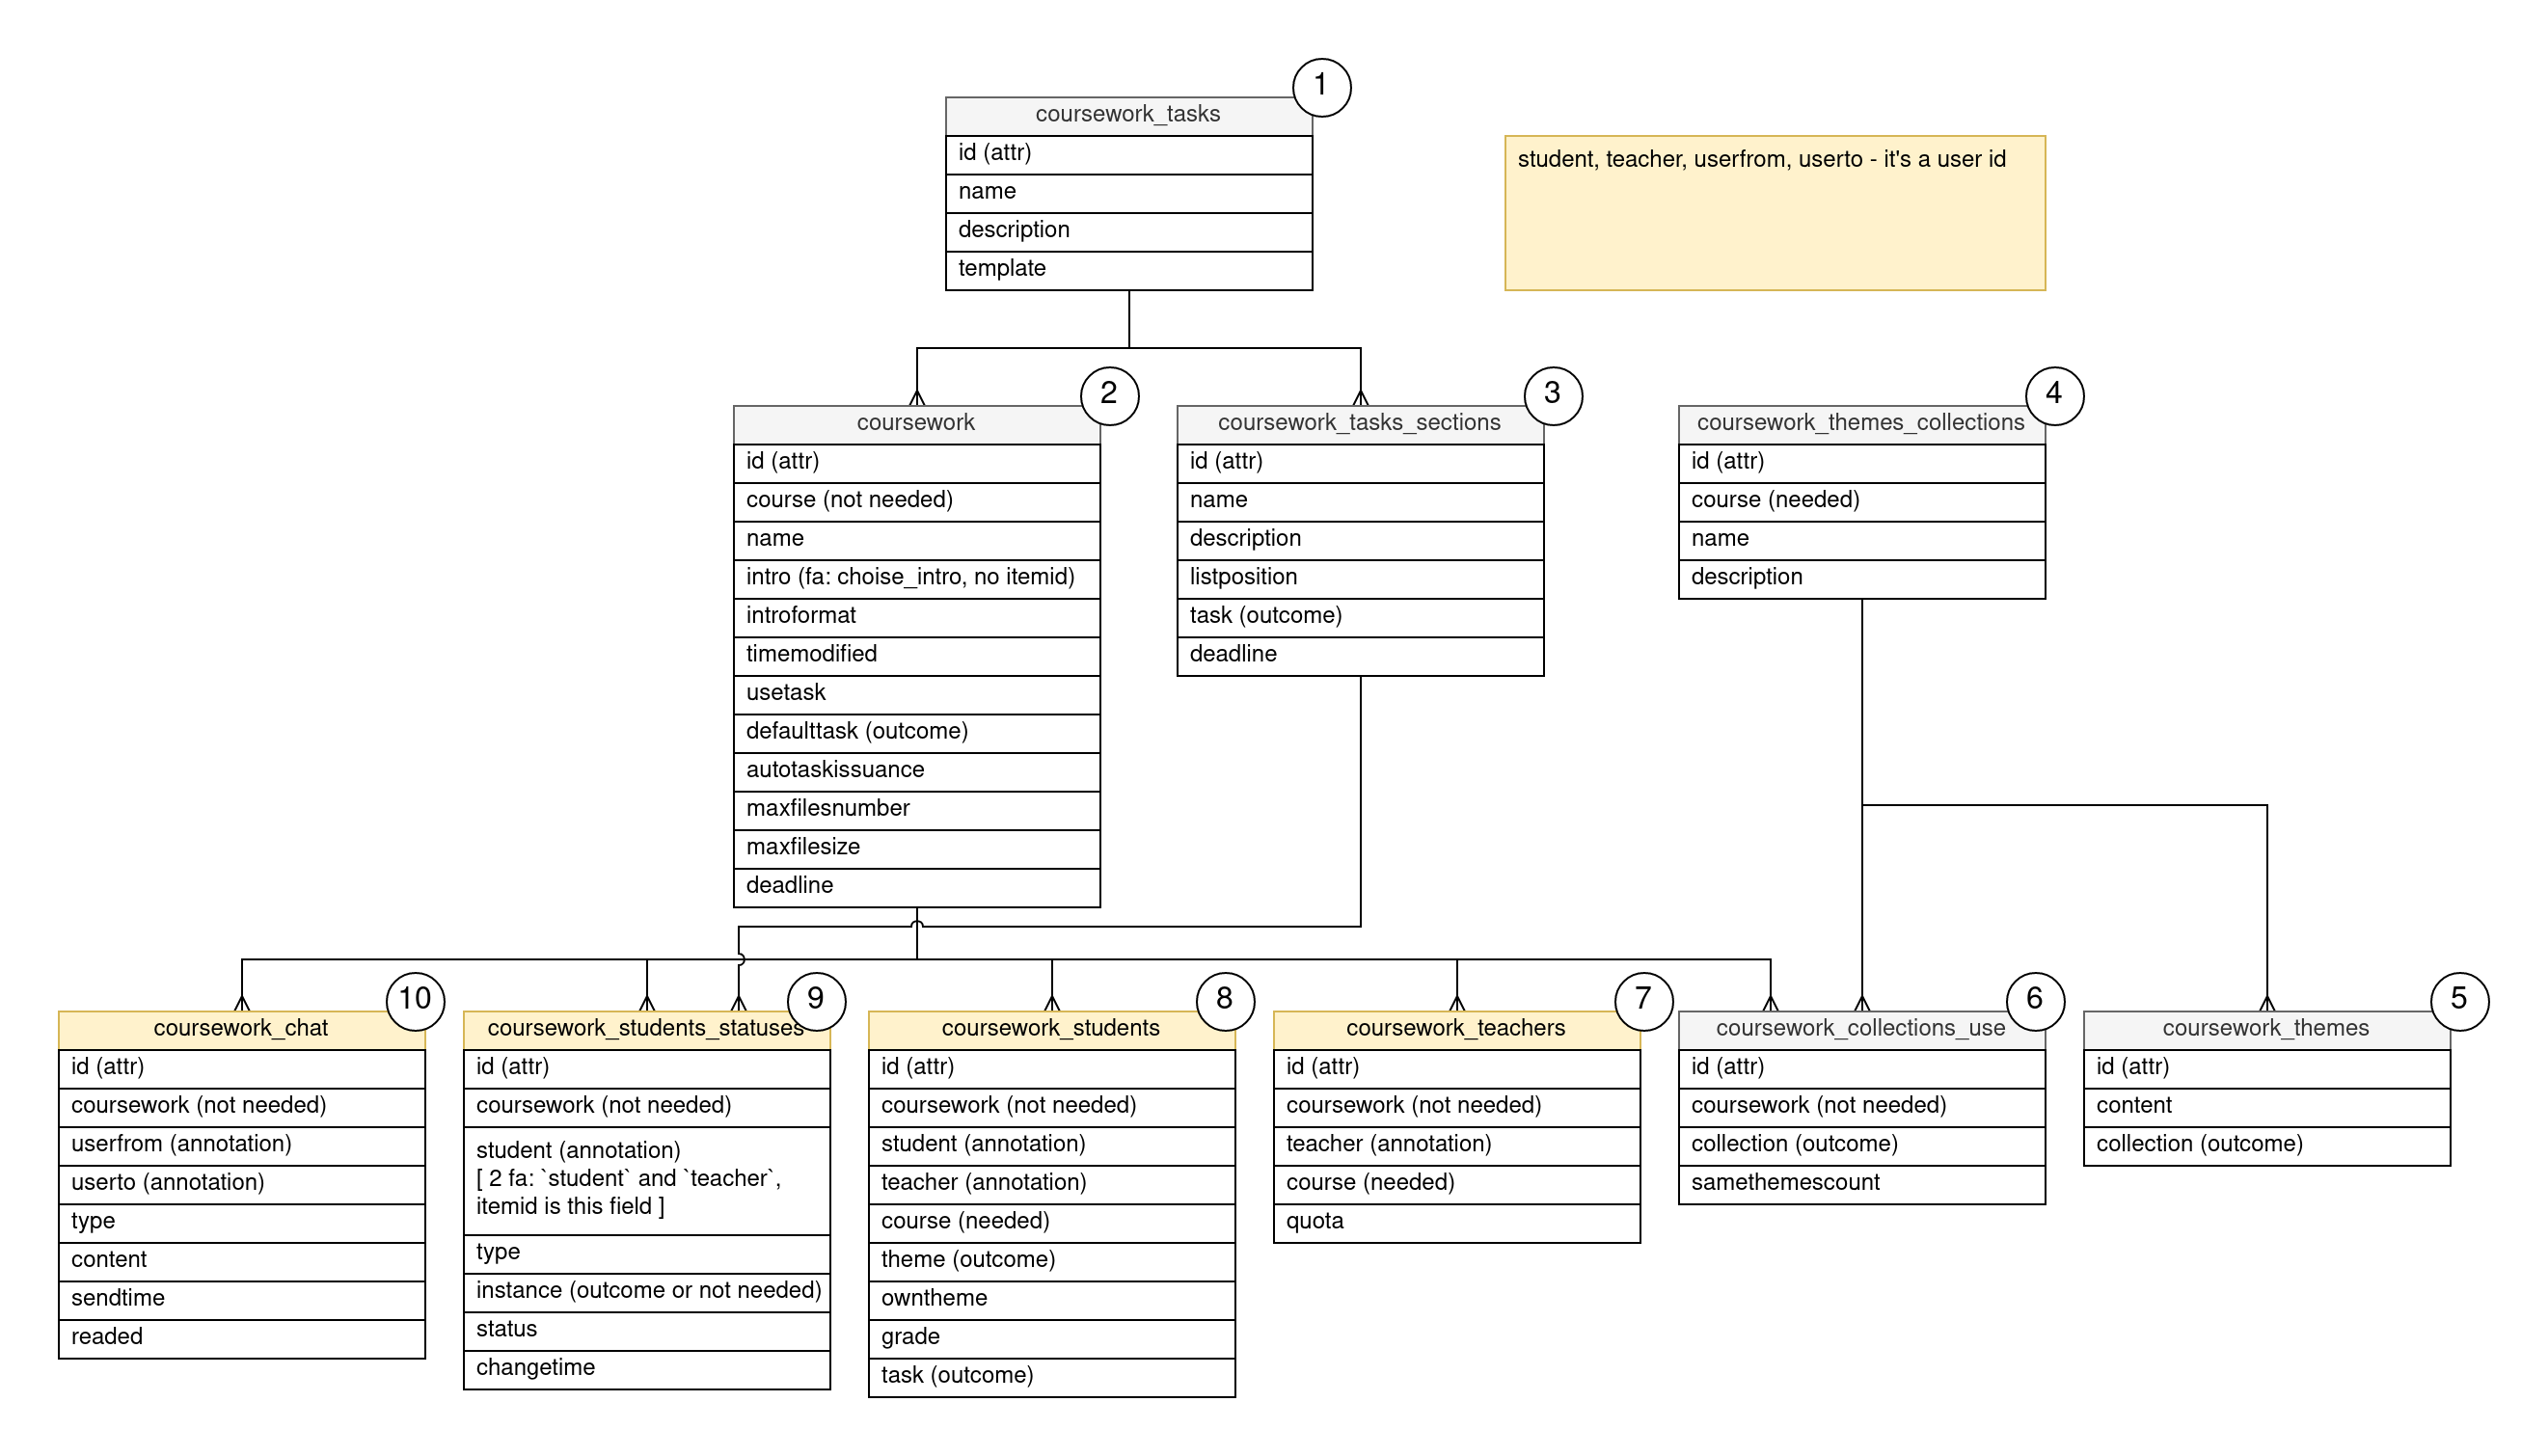 1
coursework_tasks
id (attr)
name
description
template
student, teacher, userfrom, userto - it's a user id
2
coursework
id (attr)
course (not needed)
name
intro (fa: choise_intro, no itemid)
introformat
timemodified
usetask
defaulttask (outcome)
autotaskissuance
maxfilesnumber
maxfilesize
deadline
3
coursework_tasks_sections
id (attr)
name
description
listposition
task (outcome)
deadline
4
coursework_themes_collections
id (attr)
course (needed)
name
description
10
coursework_chat
id (attr)
coursework (not needed)
userfrom (annotation)
userto (annotation)
type
content
sendtime
readed
9
coursework_students_statuses
id (attr)
coursework (not needed)
student (annotation)
[ 2 fa: `student` and `teacher`,
itemid is this field ]
type
instance (outcome or not needed)
status
changetime
8
coursework_students
id (attr)
coursework (not needed)
student (annotation)
teacher (annotation)
course (needed)
theme (outcome)
owntheme
grade
task (outcome)
7
coursework_teachers
id (attr)
coursework (not needed)
teacher (annotation)
course (needed)
quota
6
coursework_collections_use
id (attr)
coursework (not needed)
collection (outcome)
samethemescount
5
coursework_themes
id (attr)
content
collection (outcome)